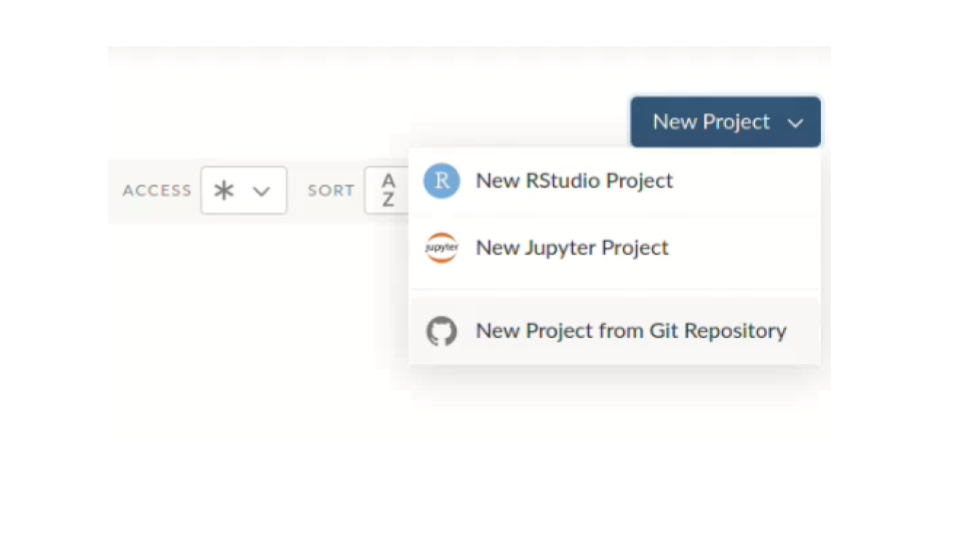 New Project
ACCESS * SORT A Z
R New RStudio Project
jupyter New Jupyter Project
New Project from Git Repository